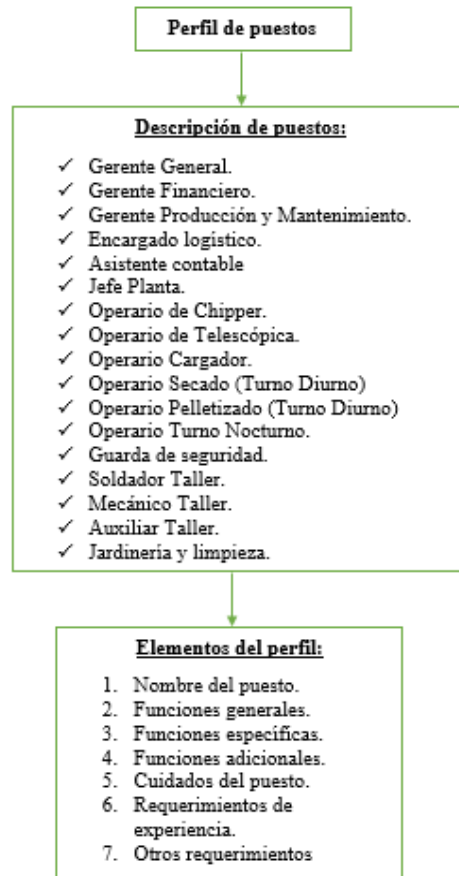 Perfil de puestos
Descripción de puestos:
✓ Gerente General.
✓ Gerente Financiero.
✓ Gerente Producción y Mantenimiento.
✓ Encargado logístico.
✓ Asistente contable
✓ Jefe Planta.
✓ Operario de Chipper.
✓ Operario de Telescópica.
✓ Operario Cargador.
✓ Operario Secado (Turno Diurno)
✓ Operario Pelletizado (Turno Diurno)
✓ Operario Turno Nocturno.
✓ Guarda de seguridad.
✓ Soldador Taller.
✓ Mecánico Taller.
✓ Auxiliar Taller.
✓ Jardinería y limpieza.
Elementos del perfil:
1. Nombre del puesto.
2. Funciones generales.
3. Funciones específicas.
4. Funciones adicionales.
5. Cuidados del puesto.
6. Requerimientos de
experiencia.
7. Otros requerimientos